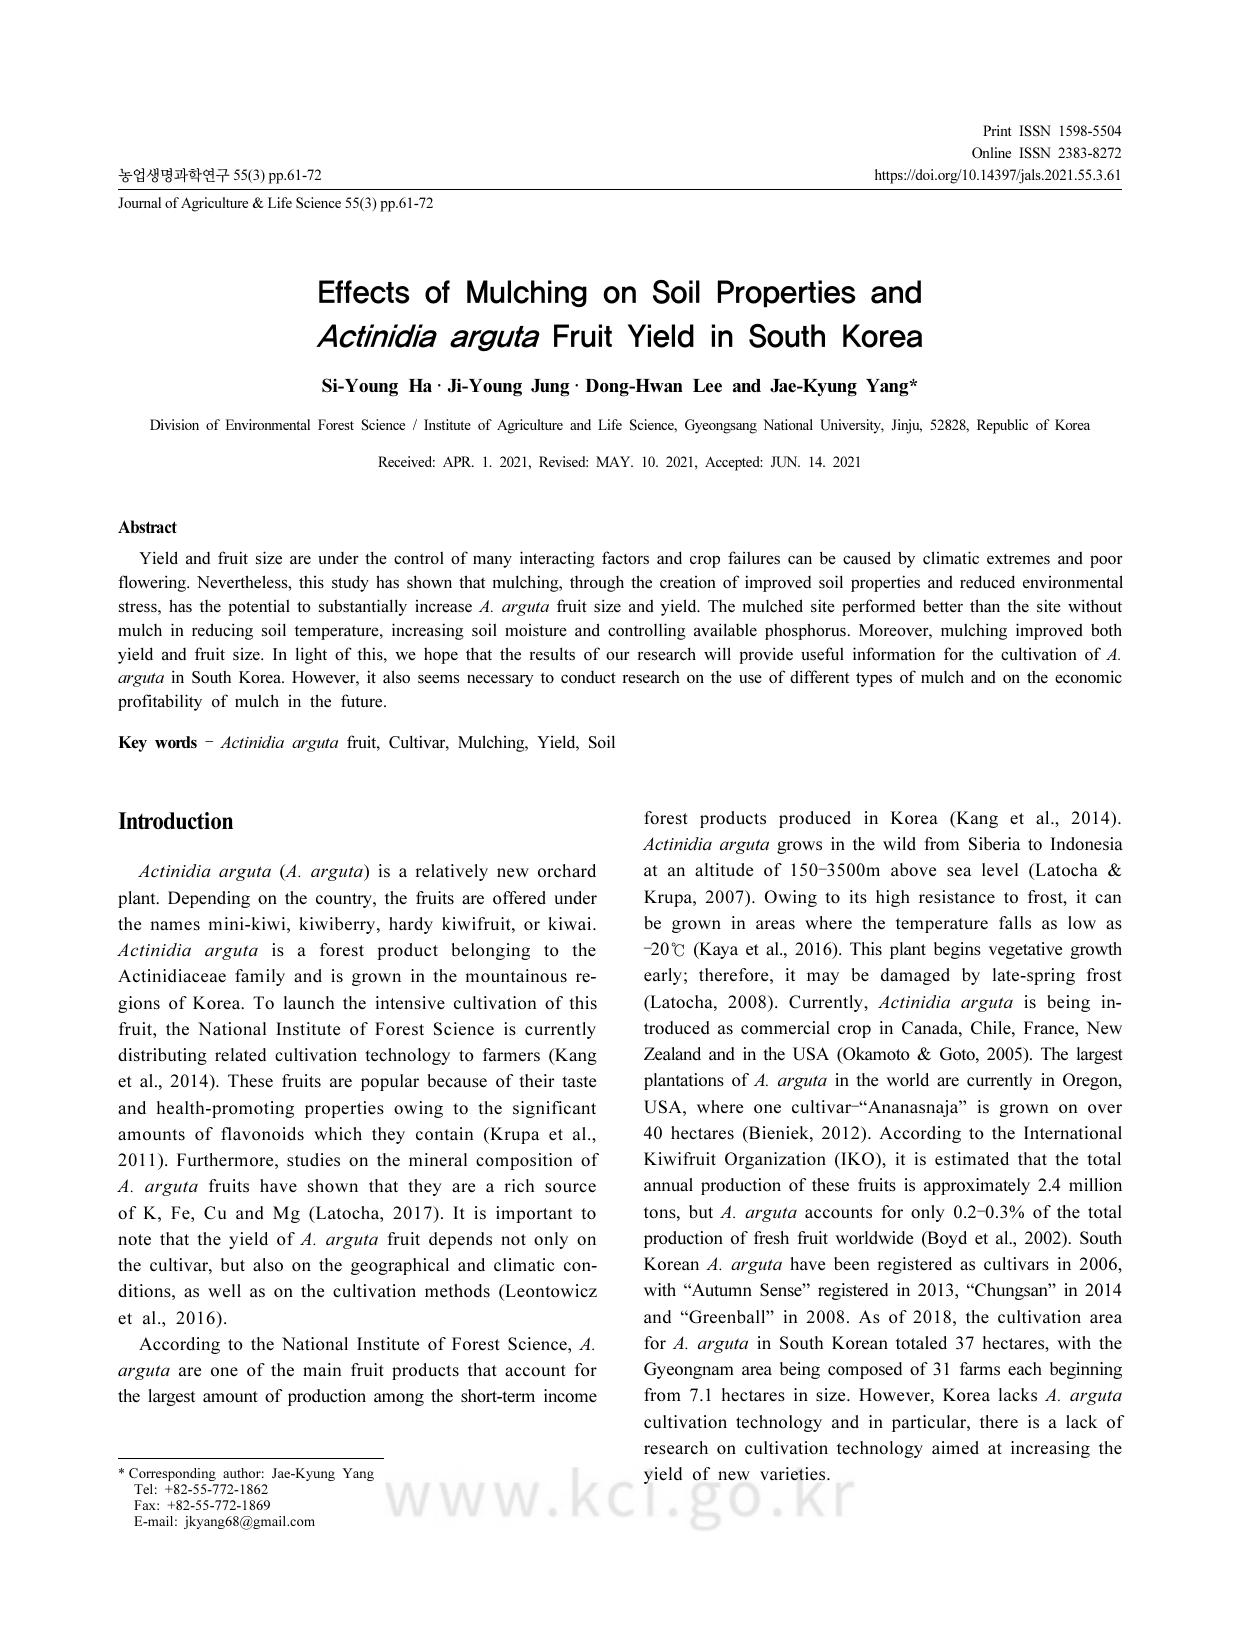 Print ISSN 1598-5504
Online ISSN 2383-8272
농업생명과학연구 55(3) pp.61-72
https://doi.org/10.14397/jals.2021.55.3.61
Journal of Agriculture & Life Science 55(3) pp.61-72
Effects of Mulching on Soil Properties and
Actinidia arguta Fruit Yield in South Korea
Si-Young Ha · Ji-Young Jung · Dong-Hwan Lee and Jae-Kyung Yang*
Division of Environmental Forest Science / Institute of Agriculture and Life Science, Gyeongsang National University, Jinju, 52828, Republic of Korea
Received: APR. 1. 2021, Revised: MAY. 10. 2021, Accepted: JUN. 14. 2021
Abstract
Yield and fruit size are under the control of many interacting factors and crop failures can be caused by climatic extremes and poor
flowering. Nevertheless, this study has shown that mulching, through the creation of improved soil properties and reduced environmental
stress, has the potential to substantially increase A. arguta fruit size and yield. The mulched site performed better than the site without
mulch in reducing soil temperature, increasing soil moisture and controlling available phosphorus. Moreover, mulching improved both
yield and fruit size. In light of this, we hope that the results of our research will provide useful information for the cultivation of A.
arguta in South Korea. However, it also seems necessary to conduct research on the use of different types of mulch and on the economic
profitability of mulch in the future.
Key words - Actinidia arguta fruit, Cultivar, Mulching, Yield, Soil
Introduction
Actinidia arguta (A. arguta) is a relatively new orchard
plant. Depending on the country, the fruits are offered under
the names mini-kiwi, kiwiberry, hardy kiwifruit, or kiwai.
Actinidia arguta is a forest product belonging to the
Actinidiaceae family and is grown in the mountainous re-
gions of Korea. To launch the intensive cultivation of this
fruit, the National Institute of Forest Science is currently
distributing related cultivation technology to farmers (Kang
et al., 2014). These fruits are popular because of their taste
and health-promoting properties owing to the significant
amounts of flavonoids which they contain (Krupa et al.,
2011). Furthermore, studies on the mineral composition of
A. arguta fruits have shown that they are a rich source
of K, Fe, Cu and Mg (Latocha, 2017). It is important to
note that the yield of A. arguta fruit depends not only on
the cultivar, but also on the geographical and climatic con-
ditions, as well as on the cultivation methods (Leontowicz
et al., 2016).
According to the National Institute of Forest Science, A.
arguta are one of the main fruit products that account for
the largest amount of production among the short-term income
forest products produced in Korea (Kang et al., 2014).
Actinidia arguta grows in the wild from Siberia to Indonesia
at an altitude of 150-3500m above sea level (Latocha &
Krupa, 2007). Owing to its high resistance to frost, it can
be grown in areas where the temperature falls as low as
-20℃ (Kaya et al., 2016). This plant begins vegetative growth
early; therefore, it may be damaged by late-spring frost
(Latocha, 2008). Currently, Actinidia arguta is being in-
troduced as commercial crop in Canada, Chile, France, New
Zealand and in the USA (Okamoto & Goto, 2005). The largest
plantations of A. arguta in the world are currently in Oregon,
USA, where one cultivar-“Ananasnaja” is grown on over
40 hectares (Bieniek, 2012). According to the International
Kiwifruit Organization (IKO), it is estimated that the total
annual production of these fruits is approximately 2.4 million
tons, but A. arguta accounts for only 0.2-0.3% of the total
production of fresh fruit worldwide (Boyd et al., 2002). South
Korean A. arguta have been registered as cultivars in 2006,
with “Autumn Sense” registered in 2013, “Chungsan” in 2014
and “Greenball” in 2008. As of 2018, the cultivation area
for A. arguta in South Korean totaled 37 hectares, with the
Gyeongnam area being composed of 31 farms each beginning
from 7.1 hectares in size. However, Korea lacks A. arguta
cultivation technology and in particular, there is a lack of
research on cultivation technology aimed at increasing the
yield of new varieties.
* Corresponding author: Jae-Kyung Yang
Tel: +82-55-772-1862
Fax: +82-55-772-1869
E-mail: jkyang68@gmail.com
www.kci.go.kr